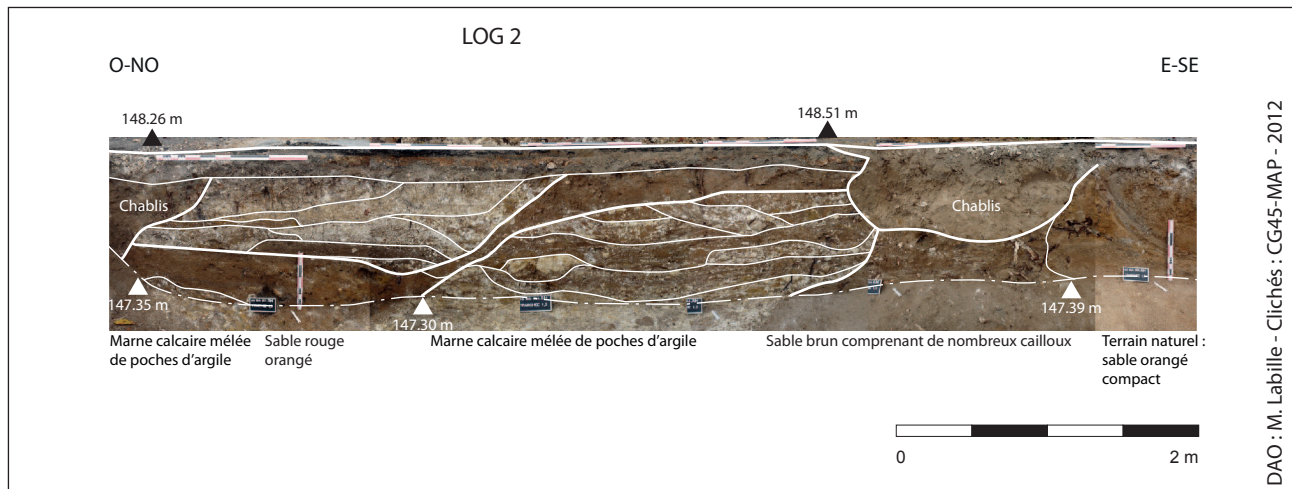 LOG 2
O-NO
E-SE
148.26 m
148.51 m
Chablis
Chablis
147.35 m
147.30 m
147.39 m
Marne calcaire mélée
de poches d'argile
Sable rouge
orangé
Marne calcaire mélée de poches d'argile
Sable brun comprenant de nombreux cailloux
Terrain naturel :
sable orangé
compact
0
2 m
DAO : M. Labille - Clichés : CG45-MAP - 2012